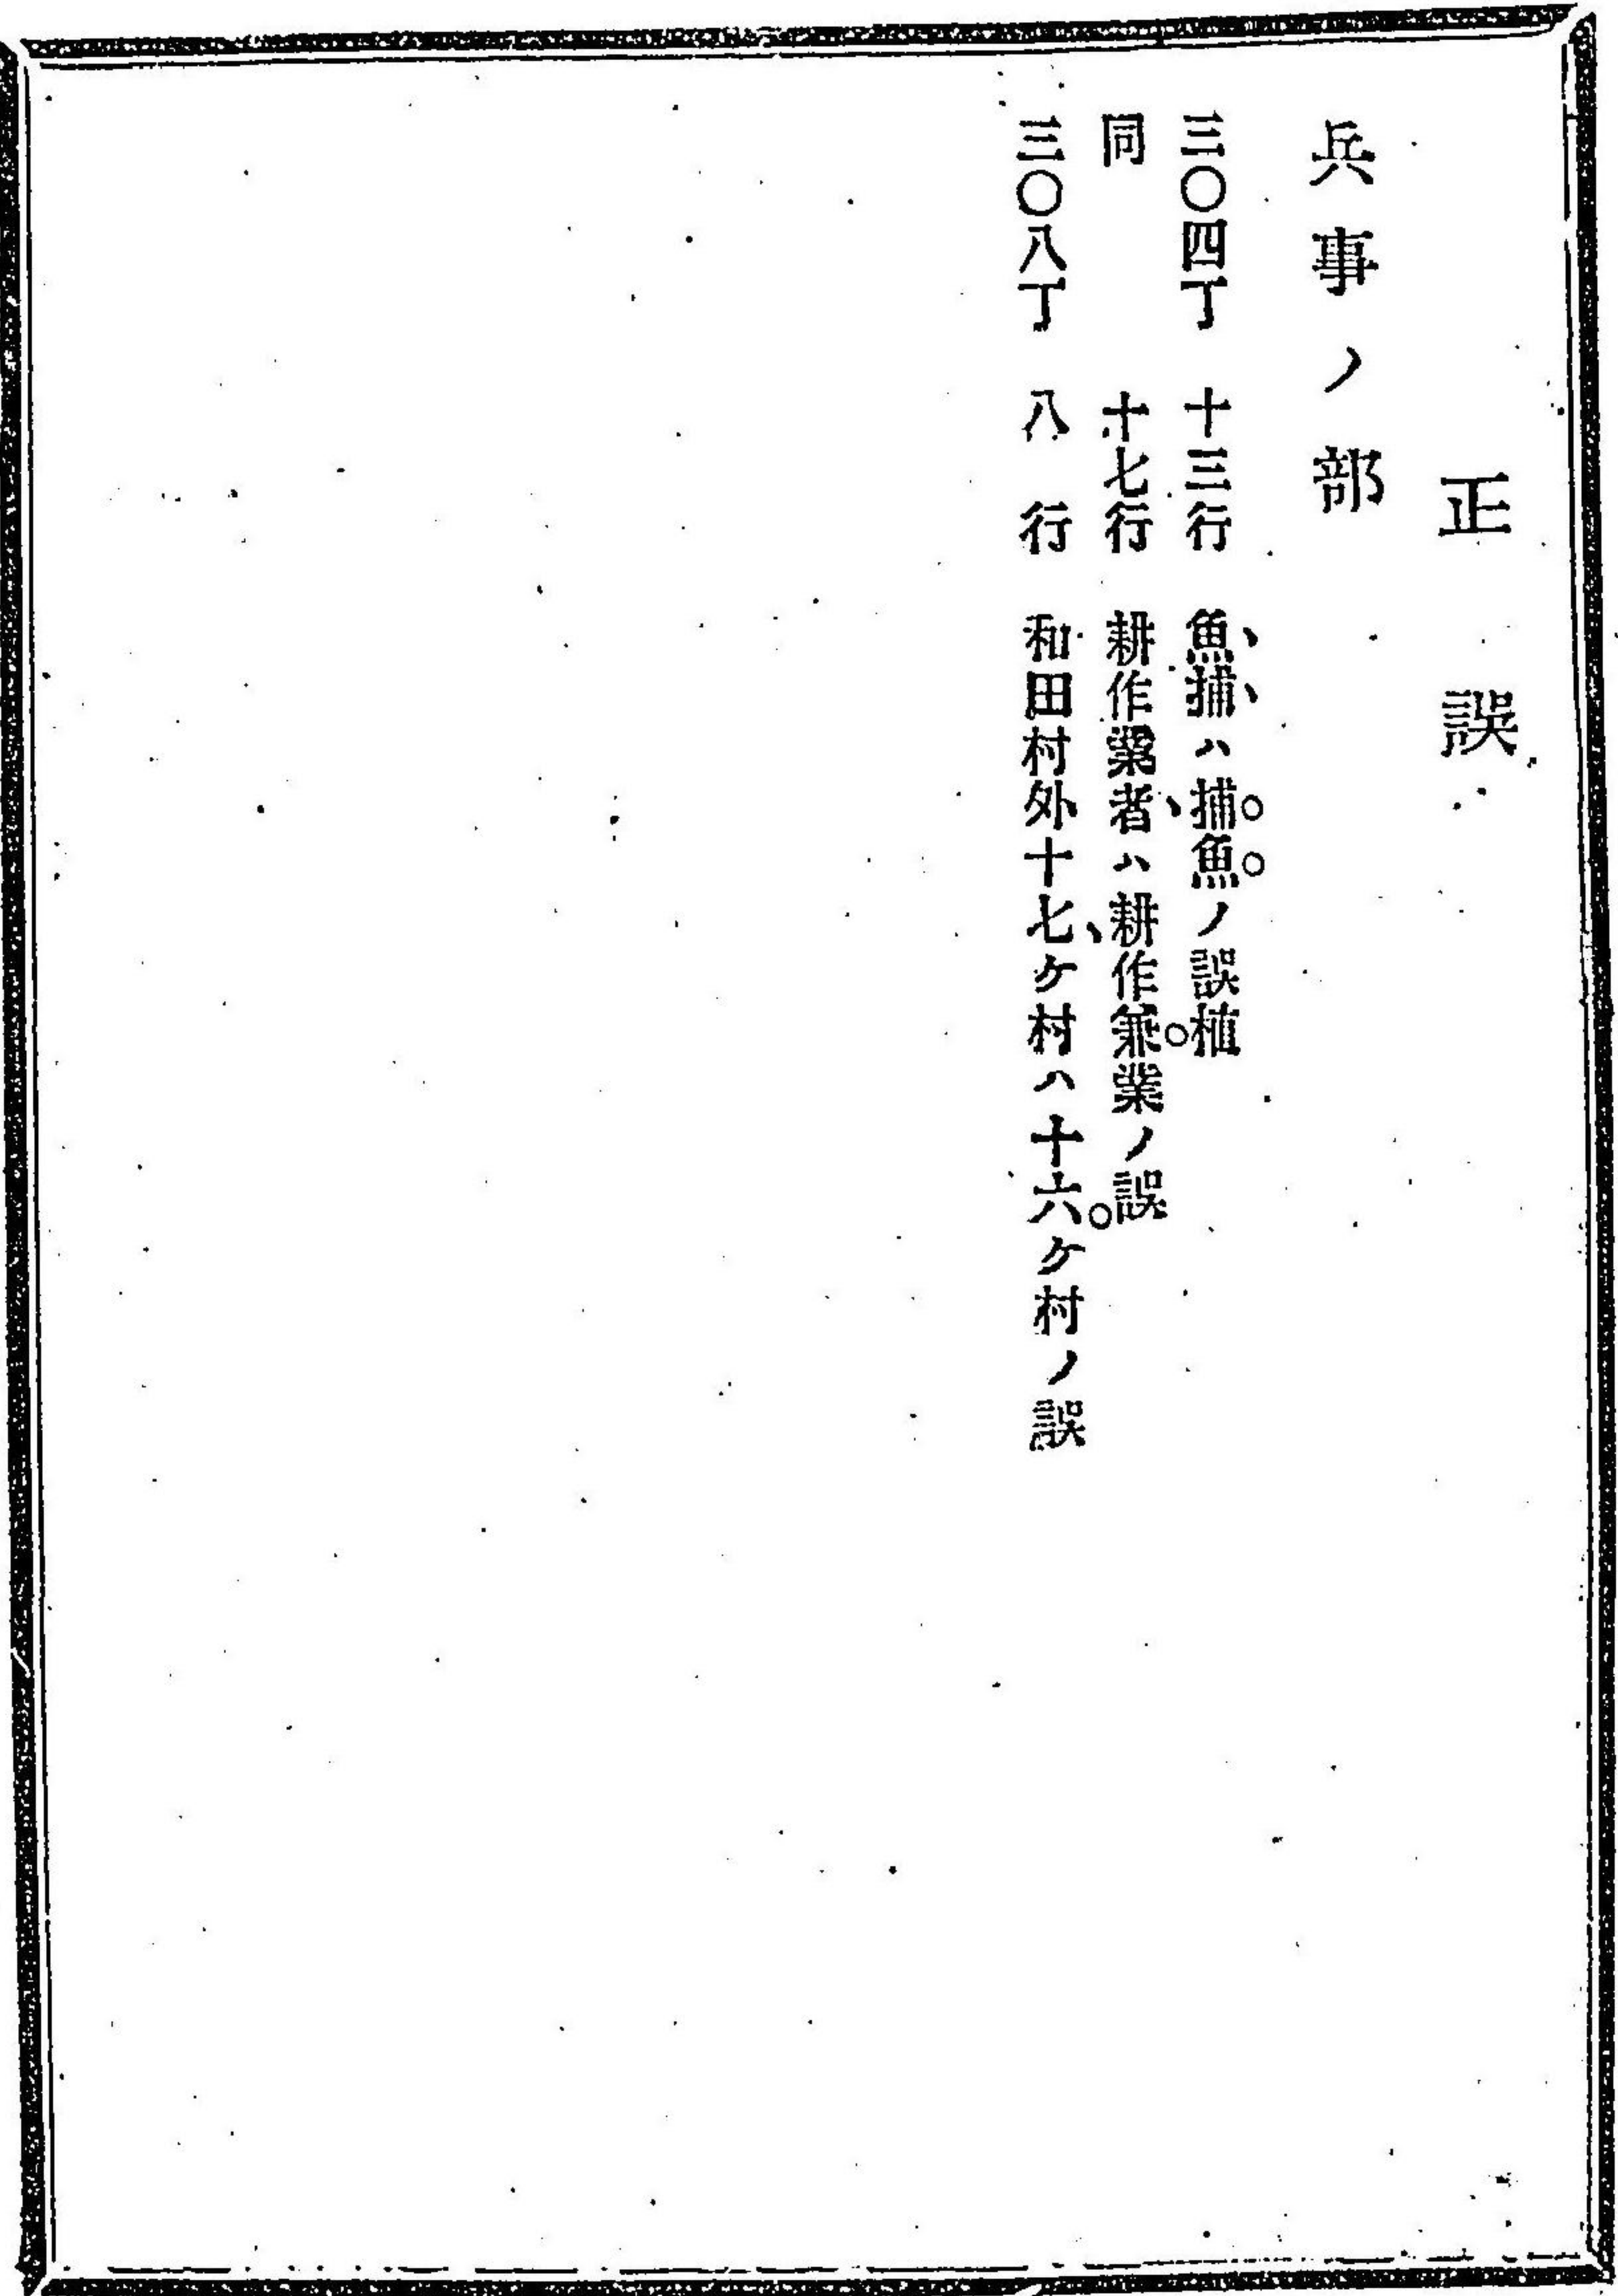 正誤
兵事ノ部
三〇四丁 十三行 魚捕ハ捕魚ノ誤植
同 十七行 耕作業者ハ耕作兼業ノ誤
三〇八丁 八行 和田村外十七ケ村ハ十六ケ村ノ誤